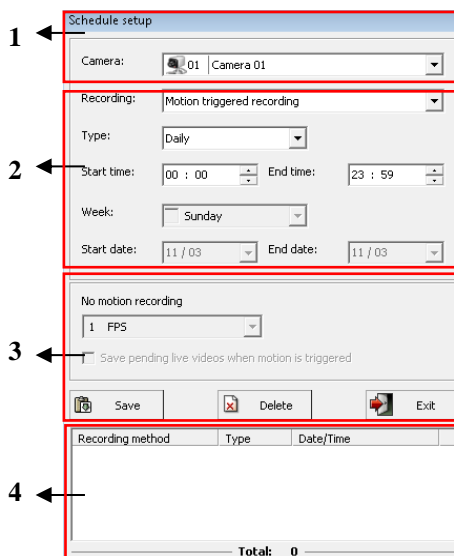 Schedule setup
1
Camera: 01 Camera 01
Recording: Motion triggered recording
Type: Daily
2
Start time: 00 : 00 End time: 23 : 59
Week: Sunday
Start date: 11 / 03 End date: 11 / 03
No motion recording
1 FPS
3
Save pending live videos when motion is triggered
Save Delete Exit
Recording method Type Date/Time
4
Total: 0